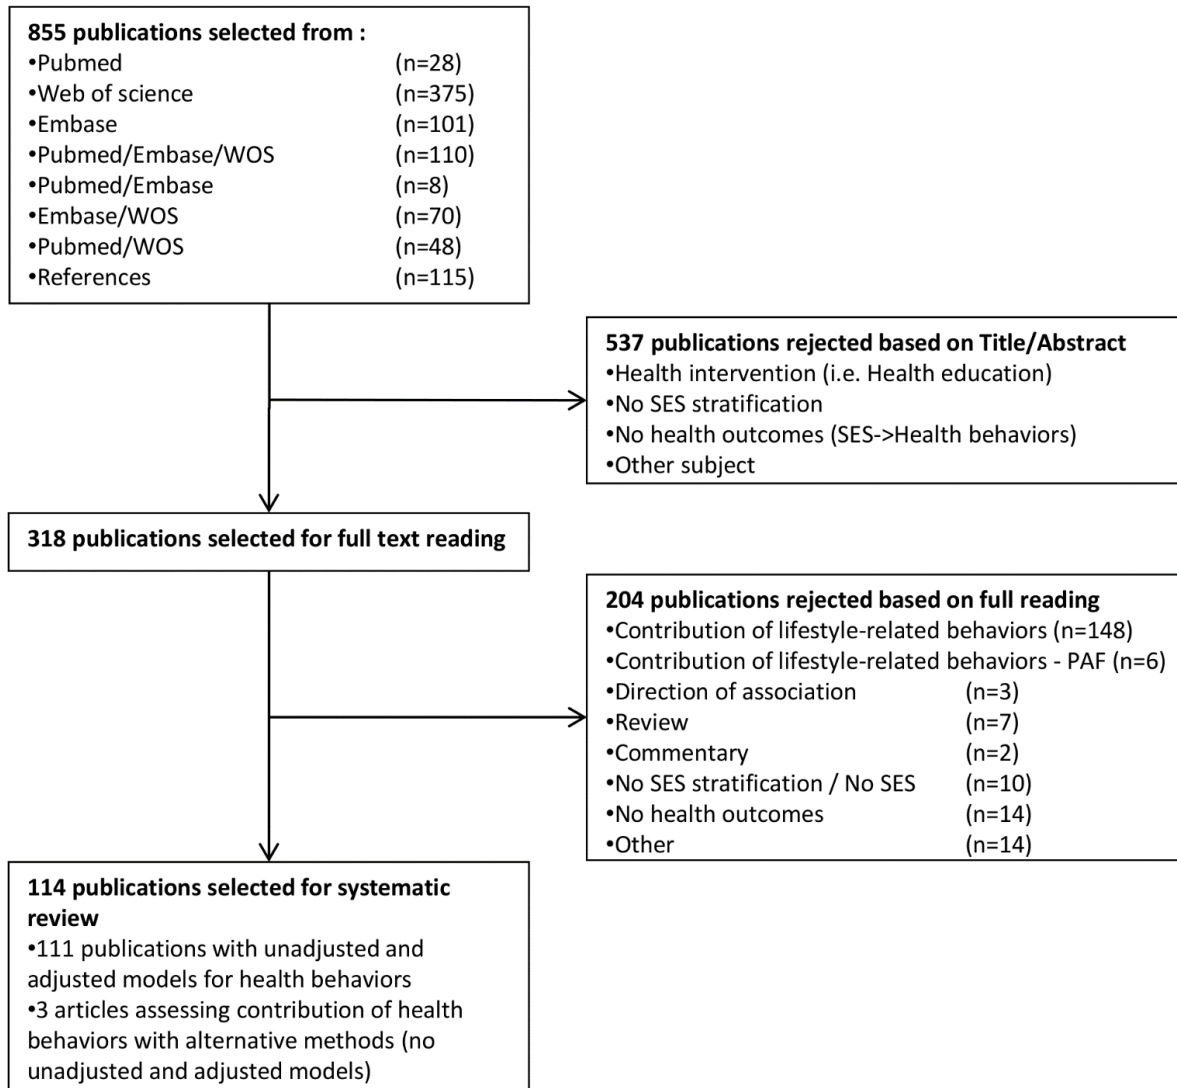 855 publications selected from :
•Pubmed (n=28)
•Web of science (n=375)
•Embase (n=101)
•Pubmed/Embase/WOS (n=110)
•Pubmed/Embase (n=8)
•Embase/WOS (n=70)
•Pubmed/WOS (n=48)
•References (n=115)
537 publications rejected based on Title/Abstract
•Health intervention (i.e. Health education)
•No SES stratification
•No health outcomes (SES->Health behaviors)
•Other subject
318 publications selected for full text reading
204 publications rejected based on full reading
•Contribution of lifestyle-related behaviors (n=148)
•Contribution of lifestyle-related behaviors - PAF (n=6)
•Direction of association (n=3)
•Review (n=7)
•Commentary (n=2)
•No SES stratification / No SES (n=10)
•No health outcomes (n=14)
•Other (n=14)
114 publications selected for systematic
review
•111 publications with unadjusted and
adjusted models for health behaviors
•3 articles assessing contribution of health
behaviors with alternative methods (no
unadjusted and adjusted models)